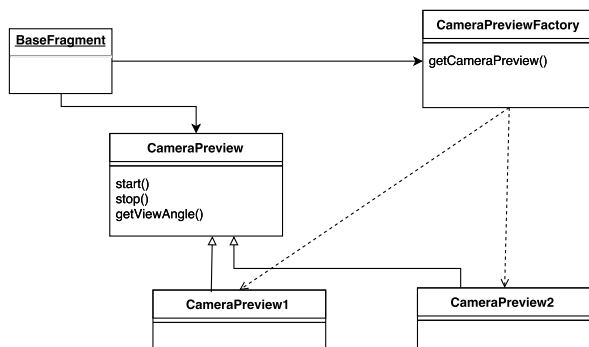 BaseFragment
CameraPreviewFactory
getCameraPreview()
CameraPreview
start()
stop()
getViewAngle()
CameraPreview1
CameraPreview2